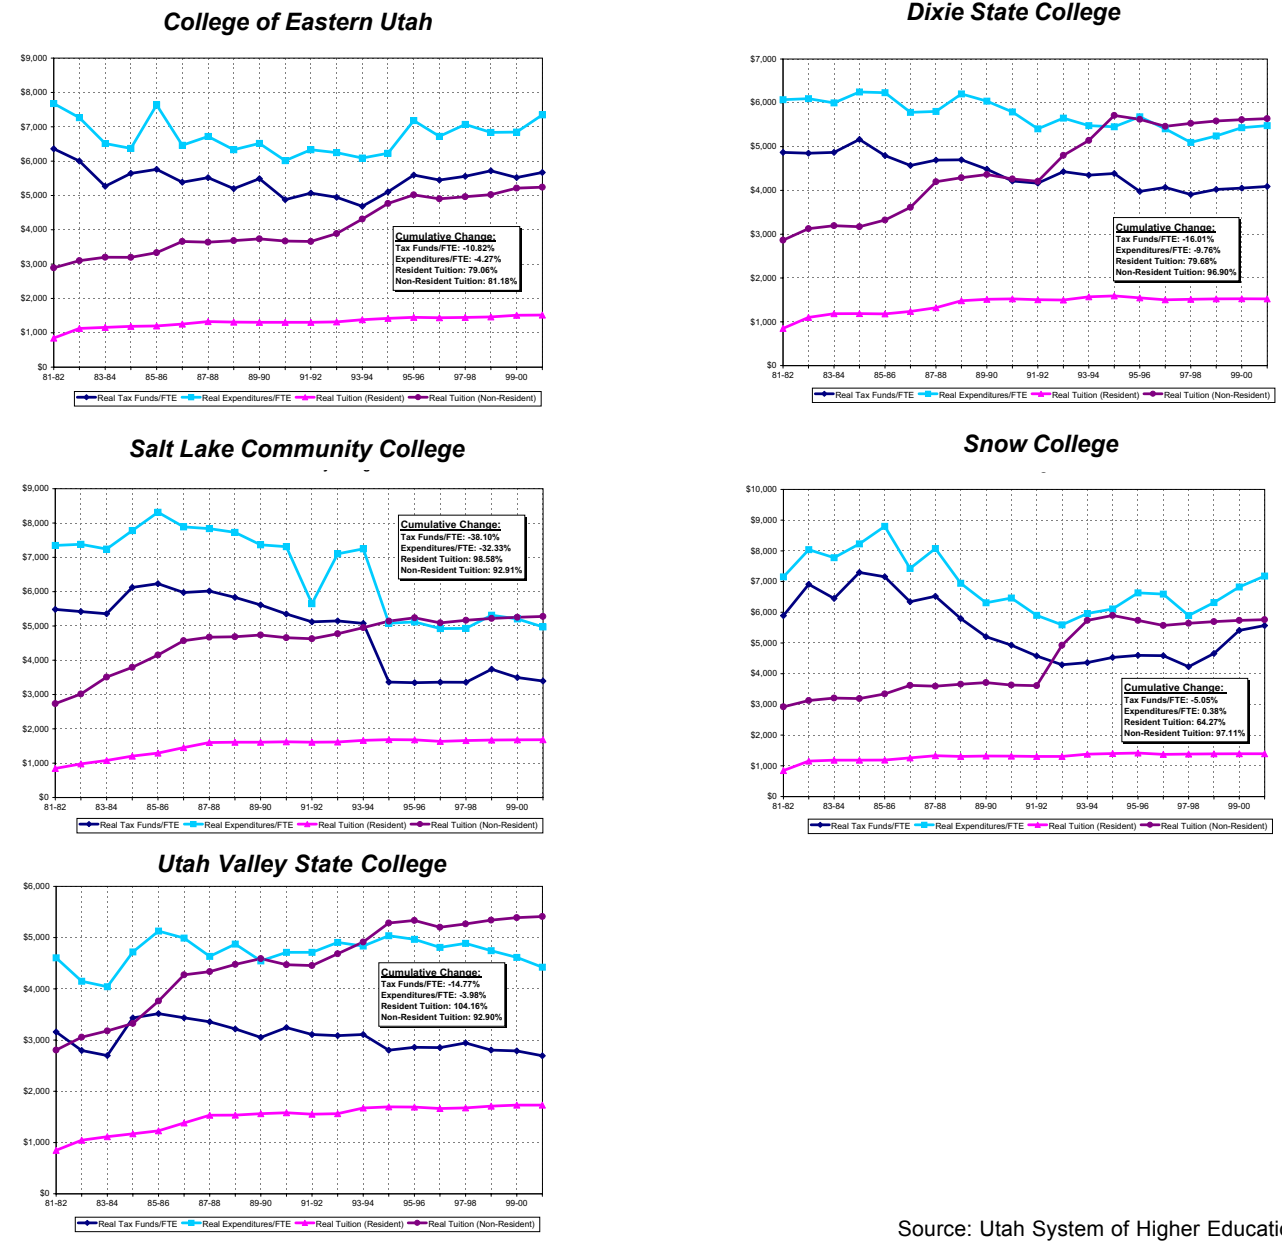 College of Eastern Utah
$9,000
$8,000
$7,000
$6,000
$5,000
$4,000
$3,000
$2,000
$1,000
$0
Cumulative Change:
Tax Funds/FTE: -10.82%
Expenditures/FTE: -4.27%
Resident Tuition: 79.06%
Non-Resident Tuition: 81.18%
81-82 83-84 85-86 87-88 89-90 91-92 93-94 95-96 97-98 99-00
Real Tax Funds/FTE Real Expenditures/FTE Real Tuition (Resident) Real Tuition (Non-Resident)
Dixie State College
$7,000
$6,000
$5,000
$4,000
$3,000
$2,000
$1,000
$0
Cumulative Change:
Tax Funds/FTE: -16.01%
Expenditures/FTE: -9.76%
Resident Tuition: 79.68%
Non-Resident Tuition: 96.90%
81-82 83-84 85-86 87-88 89-90 91-92 93-94 95-96 97-98 99-00
Real Tax Funds/FTE Real Expenditures/FTE Real Tuition (Resident) Real Tuition (Non-Resident)
Salt Lake Community College
$9,000
$8,000
$7,000
$6,000
$5,000
$4,000
$3,000
$2,000
$1,000
$0
Cumulative Change:
Tax Funds/FTE: -38.10%
Expenditures/FTE: -32.33%
Resident Tuition: 98.58%
Non-Resident Tuition: 92.91%
81-82 83-84 85-86 87-88 89-90 91-92 93-94 95-96 97-98 99-00
Real Tax Funds/FTE Real Expenditures/FTE Real Tuition (Resident) Real Tuition (Non-Resident)
Snow College
$10,000
$9,000
$8,000
$7,000
$6,000
$5,000
$4,000
$3,000
$2,000
$1,000
$0
Cumulative Change:
Tax Funds/FTE: -5.05%
Expenditures/FTE: 0.38%
Resident Tuition: 64.27%
Non-Resident Tuition: 97.11%
81-82 83-84 85-86 87-88 89-90 91-92 93-94 95-96 97-98 99-00
Real Tax Funds/FTE Real Expenditures/FTE Real Tuition (Resident) Real Tuition (Non-Resident)
Utah Valley State College
$6,000
$5,000
$4,000
$3,000
$2,000
$1,000
$0
Cumulative Change:
Tax Funds/FTE: -14.77%
Expenditures/FTE: -3.98%
Resident Tuition: 104.16%
Non-Resident Tuition: 92.90%
81-82 83-84 85-86 87-88 89-90 91-92 93-94 95-96 97-98 99-00
Real Tax Funds/FTE Real Expenditures/FTE Real Tuition (Resident) Real Tuition (Non-Resident)
Source: Utah System of Higher Educatio